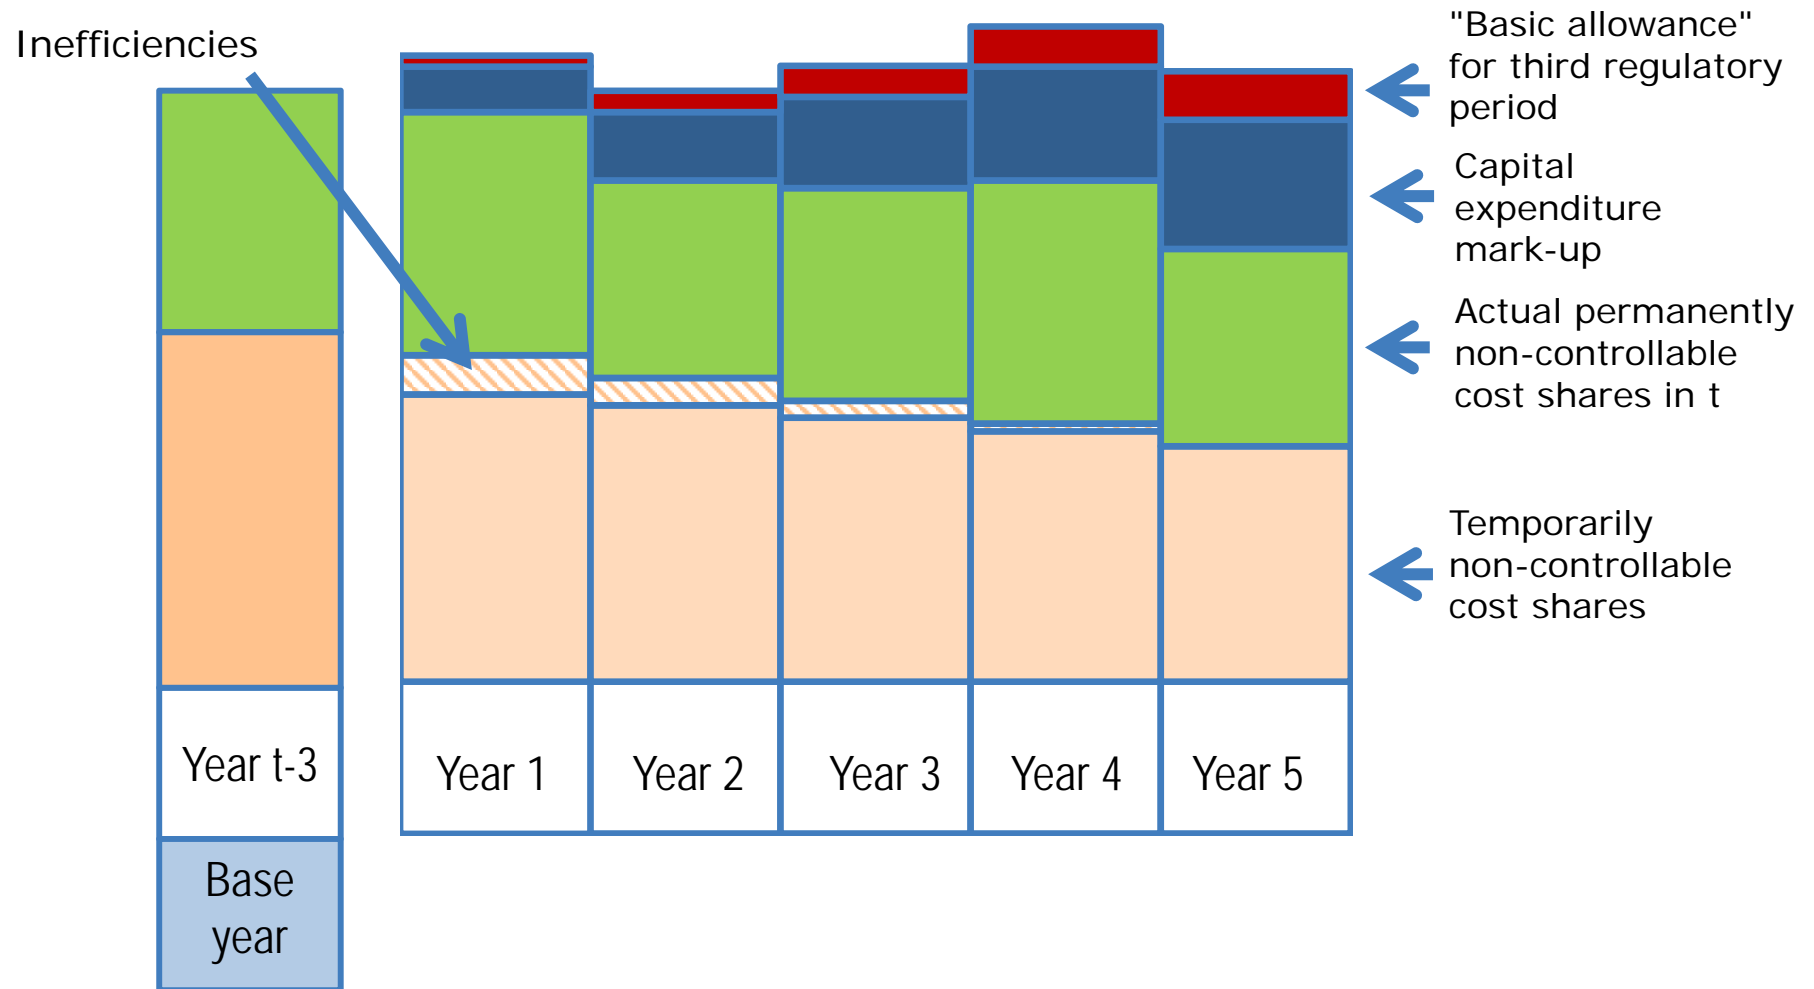 Inefficiencies
"Basic allowance"
for third regulatory
period
Capital
expenditure
mark-up
Actual permanently
non-controllable
cost shares in t
Temporarily
non-controllable
cost shares
Year t-3
Year 1
Year 2
Year 3
Year 4
Year 5
Base
year